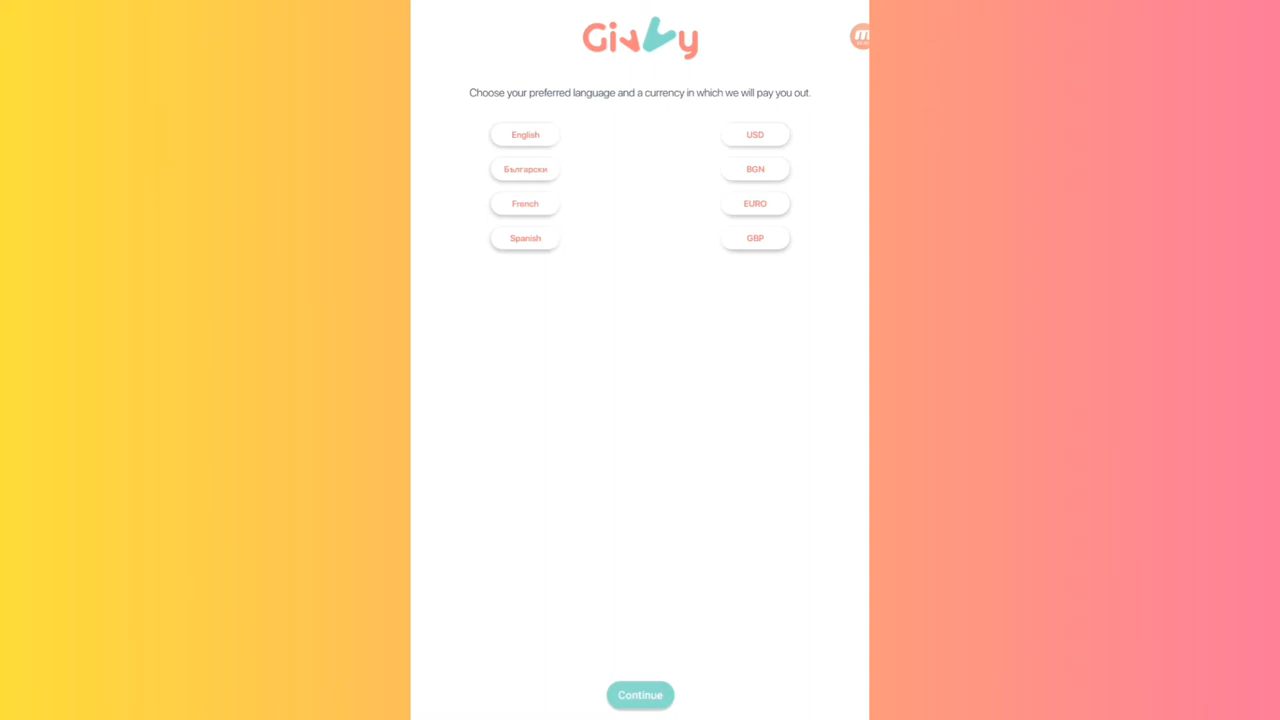 Givvy
Choose your preferred language and a currency in which we will pay you out.
English
USD
Български
BGN
French
EURO
Spanish
GBP
Continue